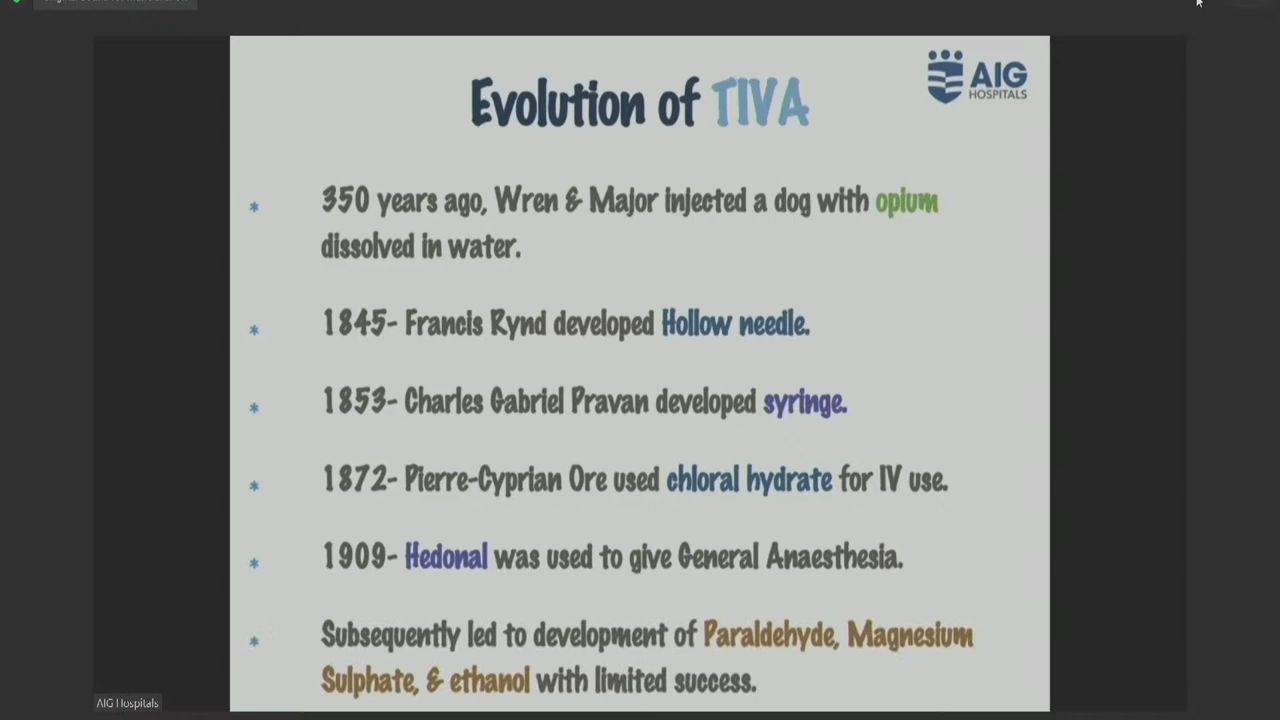 Evolution of TIVA
AIG
HOSPITALS
350 years ago, Wren & Major injected a dog with opium
dissolved in water.
1845- Francis Rynd developed Hollow needle.
1853- Charles Gabriel Pravan developed syringe.
1872- Pierre-Cyprian Ore used chloral hydrate for IV use.
1909- Hedonal was used to give General Anaesthesia.
Subsequently led to development of Paraldehyde, Magnesium
Sulphate, & ethanol with limited success.
AIG Hospitals